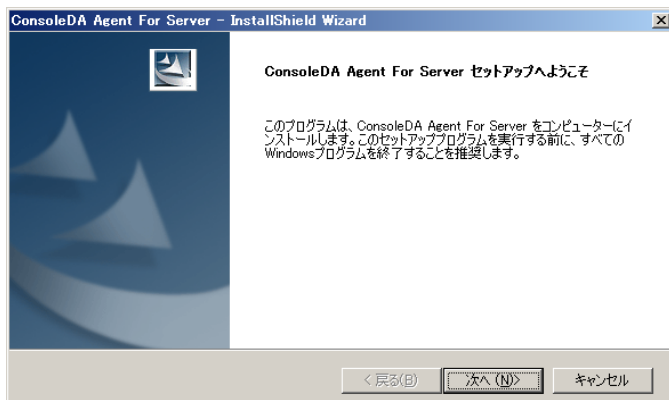 ConsoleDA Agent For Server - InstallShield Wizard
ConsoleDA Agent For Server セットアップへようこそ
このプログラムは、ConsoleDA Agent For Server をコンピューターにイ
ンストールします。このセットアッププログラムを実行する前に、すべての
Windowsプログラムを終了することを推奨します。
< 戻る(B) 次へ (N)> キャンセル